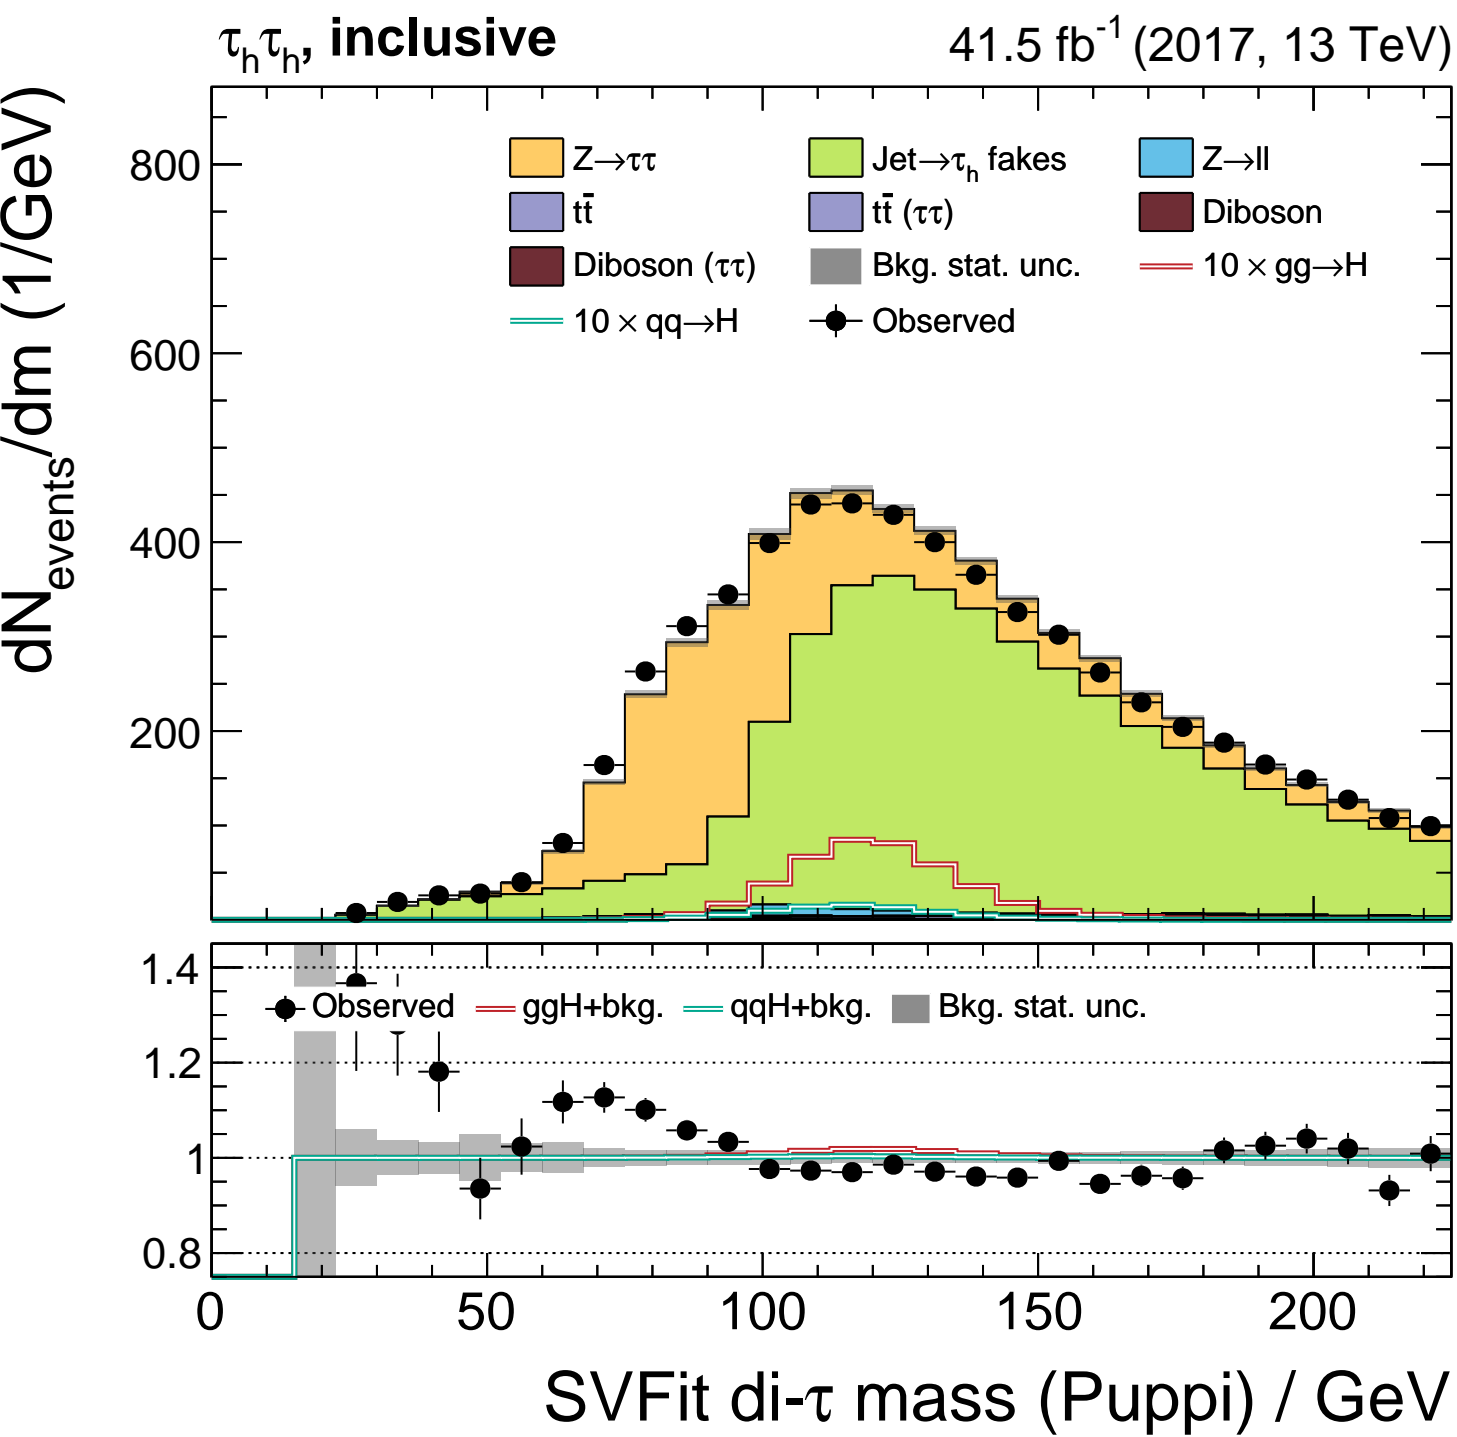 τhτh, inclusive 41.5 fb-1 (2017, 13 TeV)
dNevents/dm (1/GeV)
800
600
400
200
Z→ττ Jet→τh fakes Z→ll
tt̄ tt̄ (ττ) Diboson
Diboson (ττ) Bkg. stat. unc. 10 × gg→H
10 × qq→H Observed
1.4
1.2
1
0.8
Observed ggH+bkg. qqH+bkg. Bkg. stat. unc.
0 50 100 150 200
SVFit di-τ mass (Puppi) / GeV